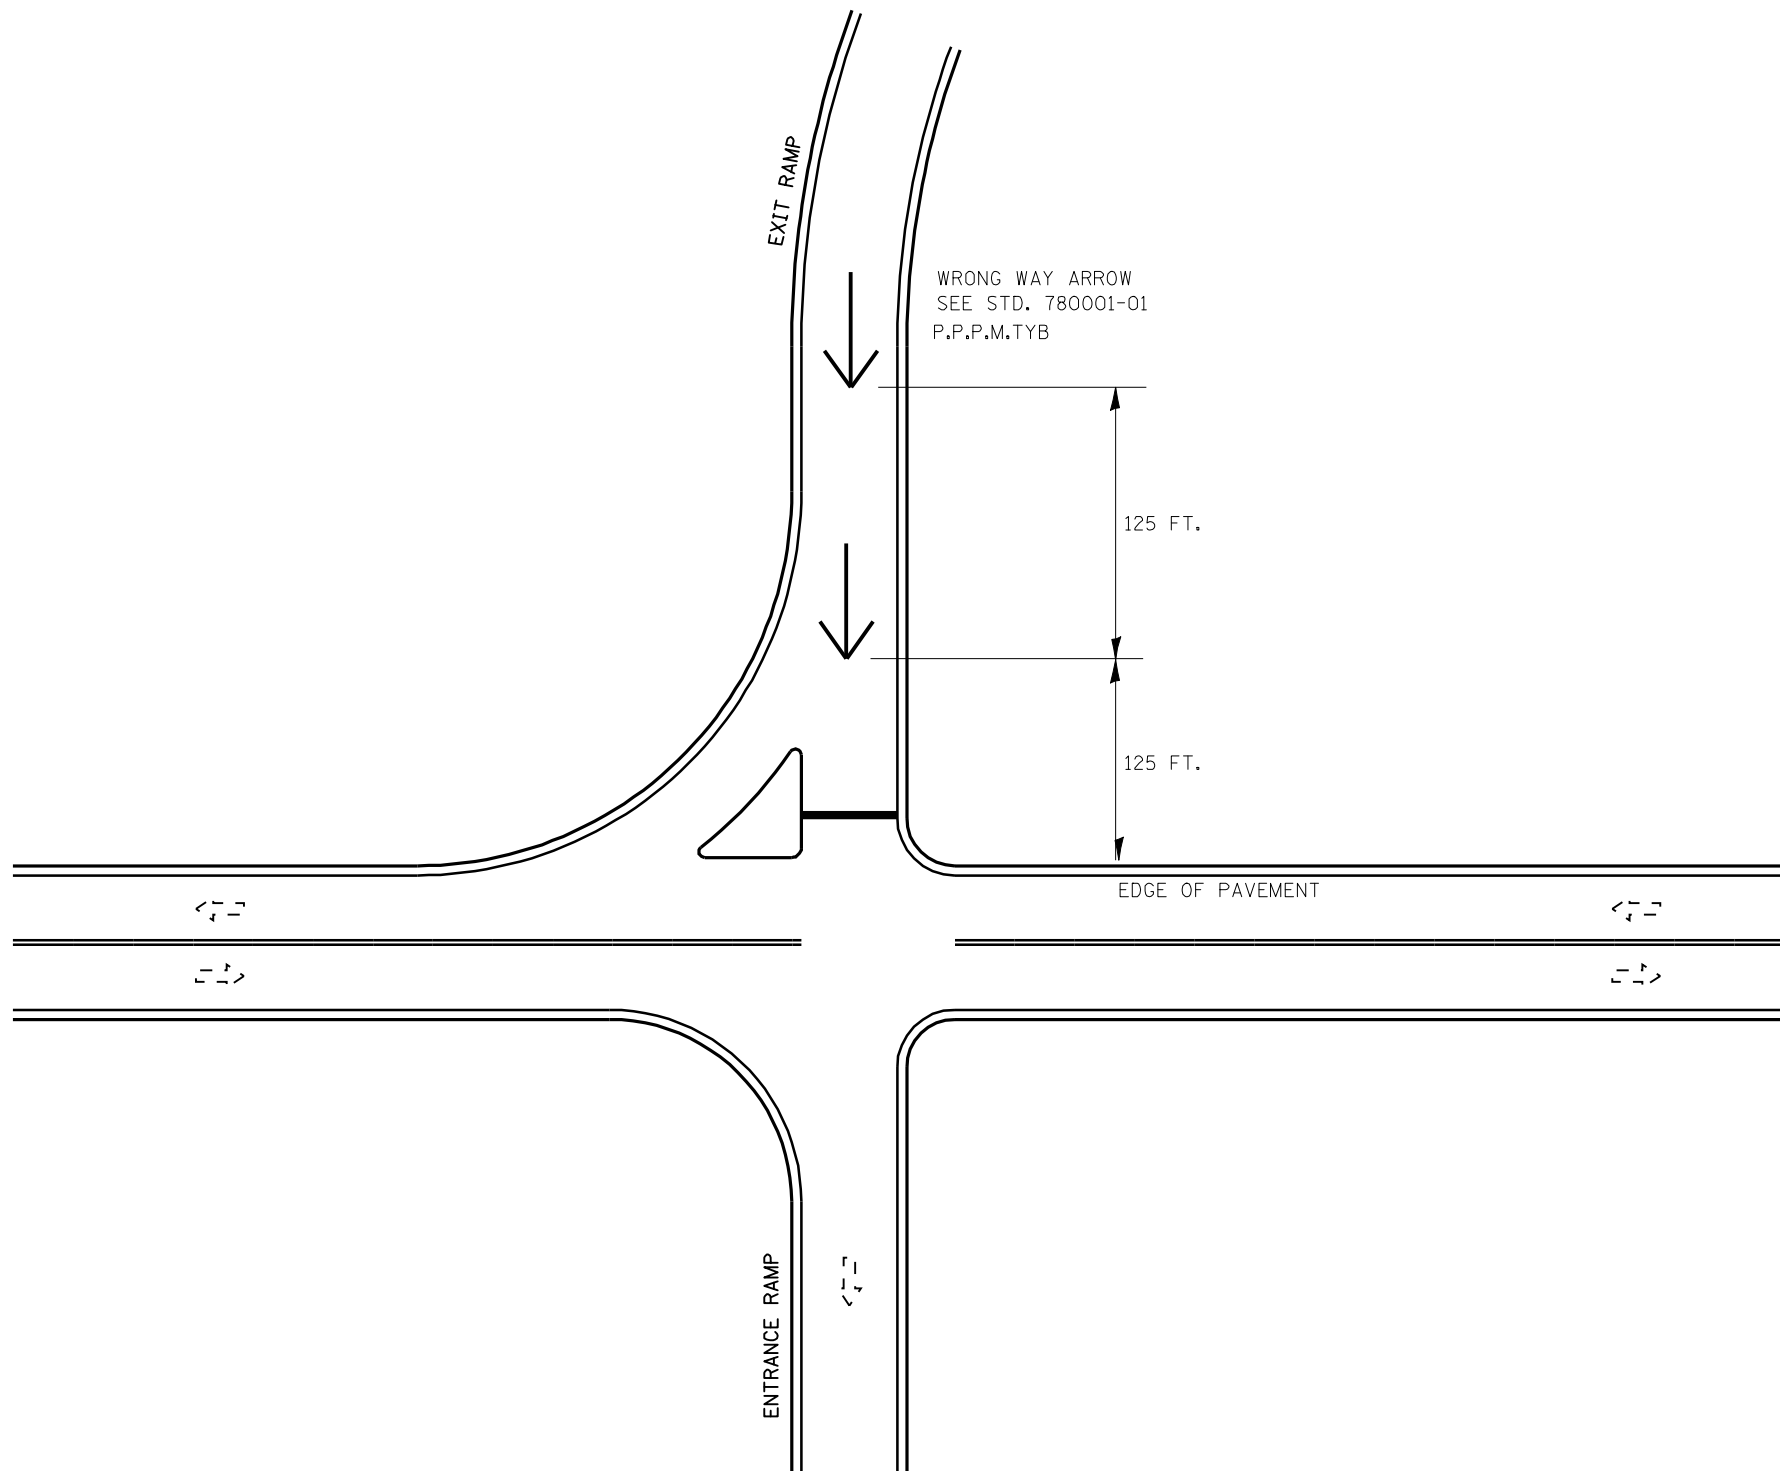 EXIT RAMP
WRONG WAY ARROW
SEE STD. 780001-01
P.P.P.M.TYB
125 FT.
125 FT.
EDGE OF PAVEMENT
ENTRANCE RAMP